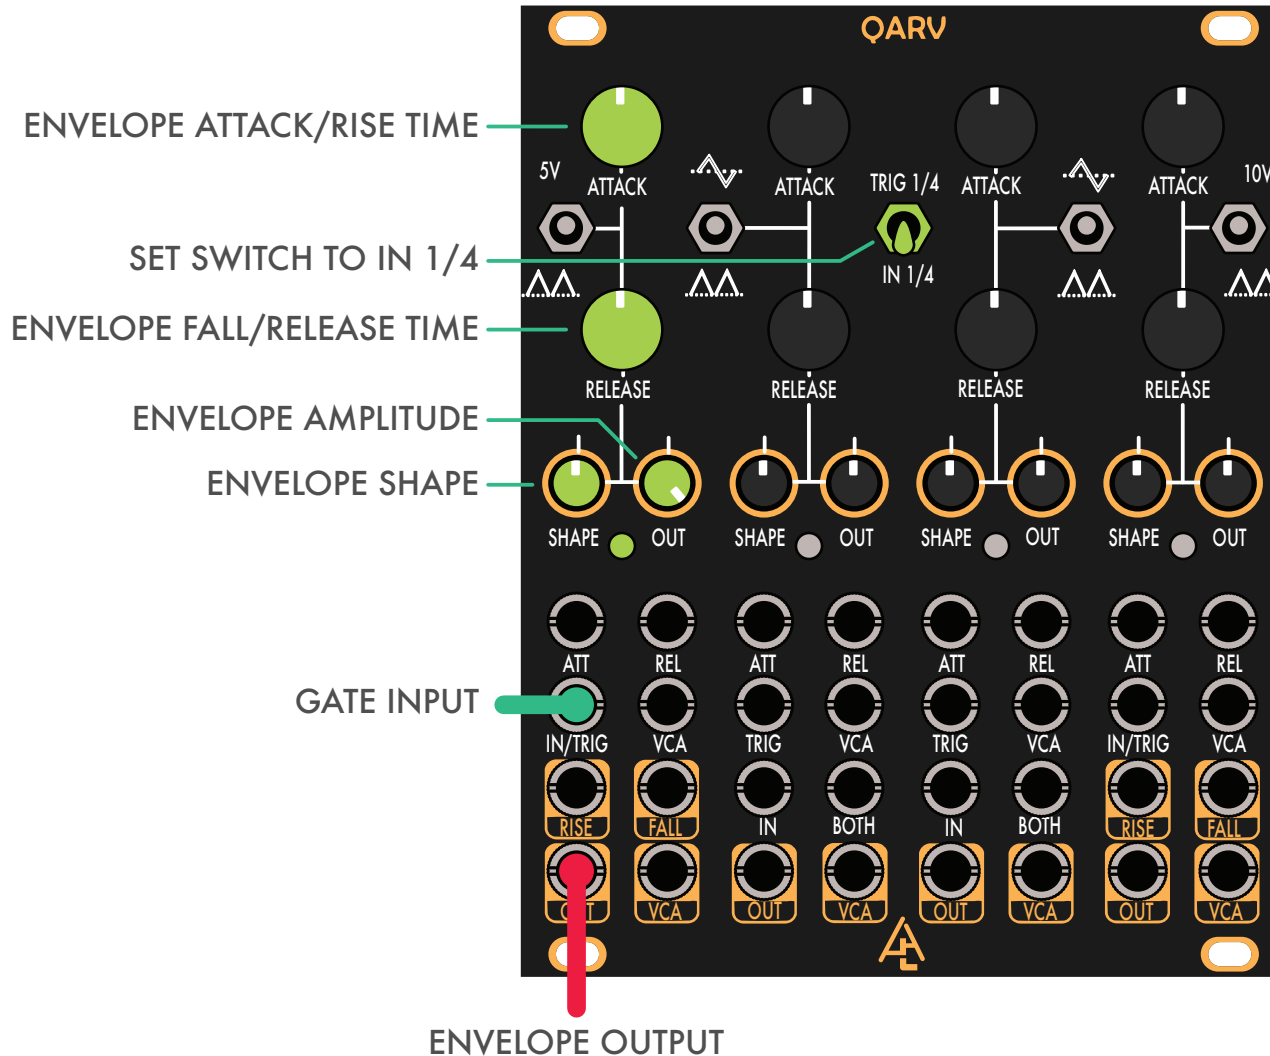 QARV
ENVELOPE ATTACK/RISE TIME
5V
ATTACK
ATTACK
TRIG 1/4
ATTACK
ATTACK
10V
SET SWITCH TO IN 1/4
IN 1/4
ENVELOPE FALL/RELEASE TIME
RELEASE
RELEASE
RELEASE
RELEASE
ENVELOPE AMPLITUDE
ENVELOPE SHAPE
SHAPE OUT SHAPE OUT SHAPE OUT SHAPE OUT
ATT REL ATT REL ATT REL ATT REL
GATE INPUT
IN/TRIG VCA TRIG VCA TRIG VCA IN/TRIG VCA
RISE FALL IN BOTH IN BOTH RISE FALL
OUT VCA OUT VCA OUT VCA OUT VCA
ENVELOPE OUTPUT